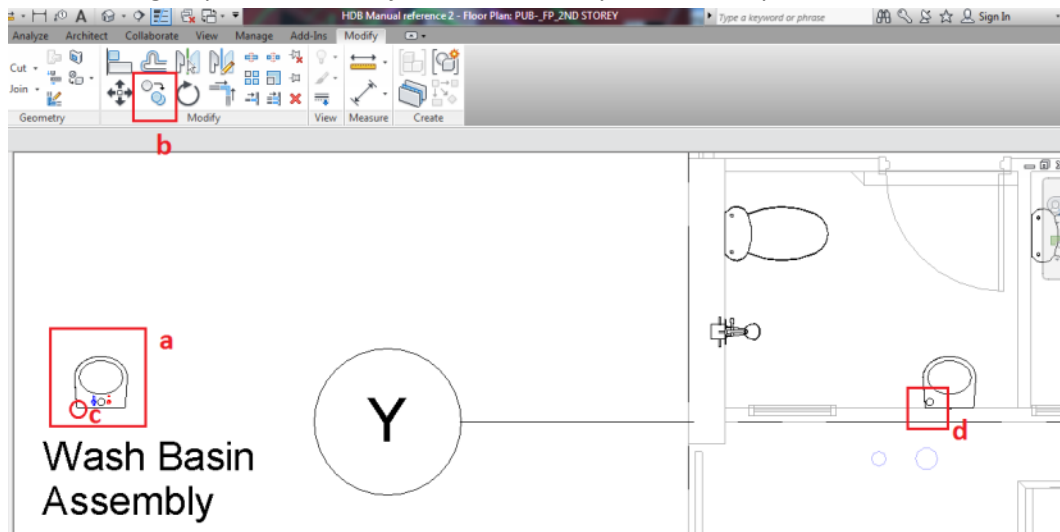 HDB Manual reference 2 - Floor Plan: PUB-_FP_2ND STOREY
Type a keyword or phrase
Sign In
Analyze Architect Collaborate View Manage Add-Ins Modify
Cut
Join
Geometry Modify View Measure Create
b
a
c
d
Y
Wash Basin
Assembly